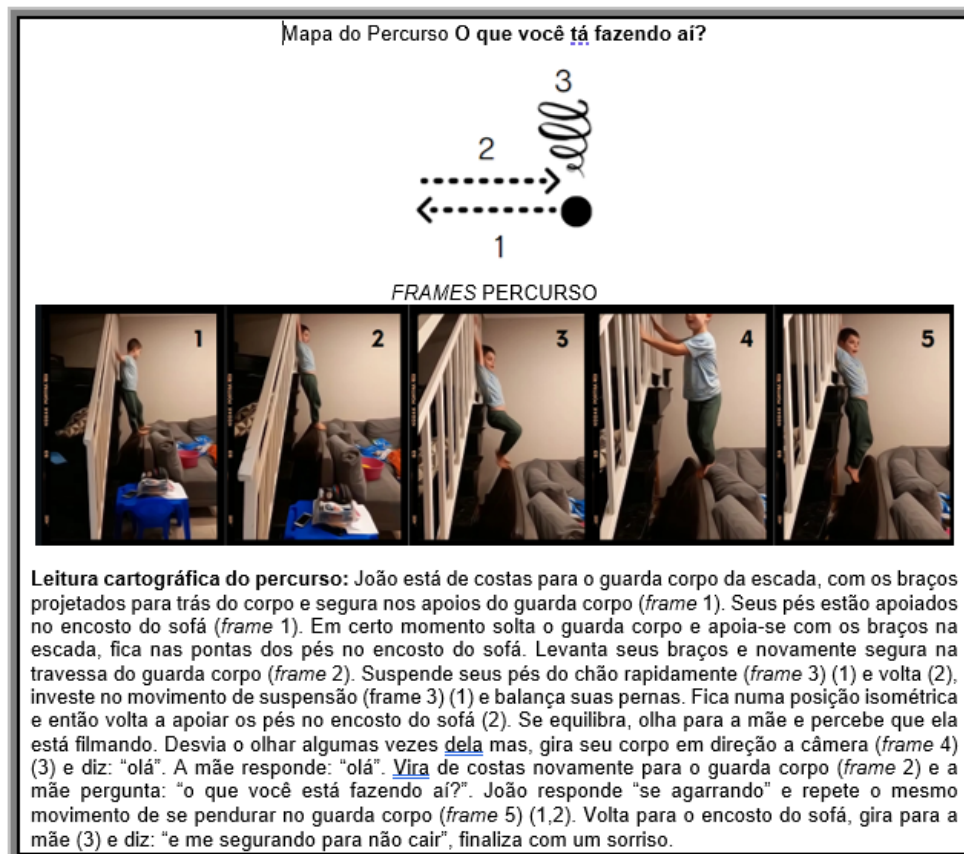 Mapa do Percurso O que você tá fazendo aí?
3
2
1
FRAMES PERCURSO
1 2 3 4 5
Leitura cartográfica do percurso: João está de costas para o guarda corpo da escada, com os braços
projetados para trás do corpo e segura nos apoios do guarda corpo (frame 1). Seus pés estão apoiados
no encosto do sofá (frame 1). Em certo momento solta o guarda corpo e apoia-se com os braços na
escada, fica nas pontas dos pés no encosto do sofá. Levanta seus braços e novamente segura na
travessa do guarda corpo (frame 2). Suspende seus pés do chão rapidamente (frame 3) (1) e volta (2),
investe no movimento de suspensão (frame 3) (1) e balança suas pernas. Fica numa posição isométrica
e então volta a apoiar os pés no encosto do sofá (2). Se equilibra, olha para a mãe e percebe que ela
está filmando. Desvia o olhar algumas vezes dela mas, gira seu corpo em direção a câmera (frame 4)
(3) e diz: “olá”. A mãe responde: “olá”. Vira de costas novamente para o guarda corpo (frame 2) e a
mãe pergunta: “o que você está fazendo aí?”. João responde “se agarrando” e repete o mesmo
movimento de se pendurar no guarda corpo (frame 5) (1,2). Volta para o encosto do sofá, gira para a
mãe (3) e diz: “e me segurando para não cair”, finaliza com um sorriso.